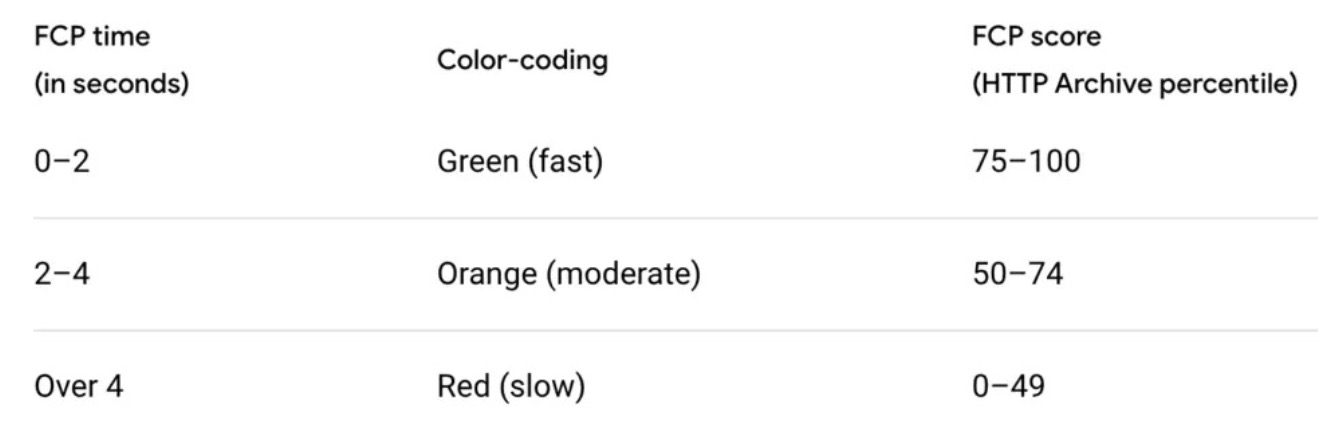 FCP time
(in seconds)
Color-coding
FCP score
(HTTP Archive percentile)
0–2
Green (fast)
75–100
2–4
Orange (moderate)
50–74
Over 4
Red (slow)
0–49